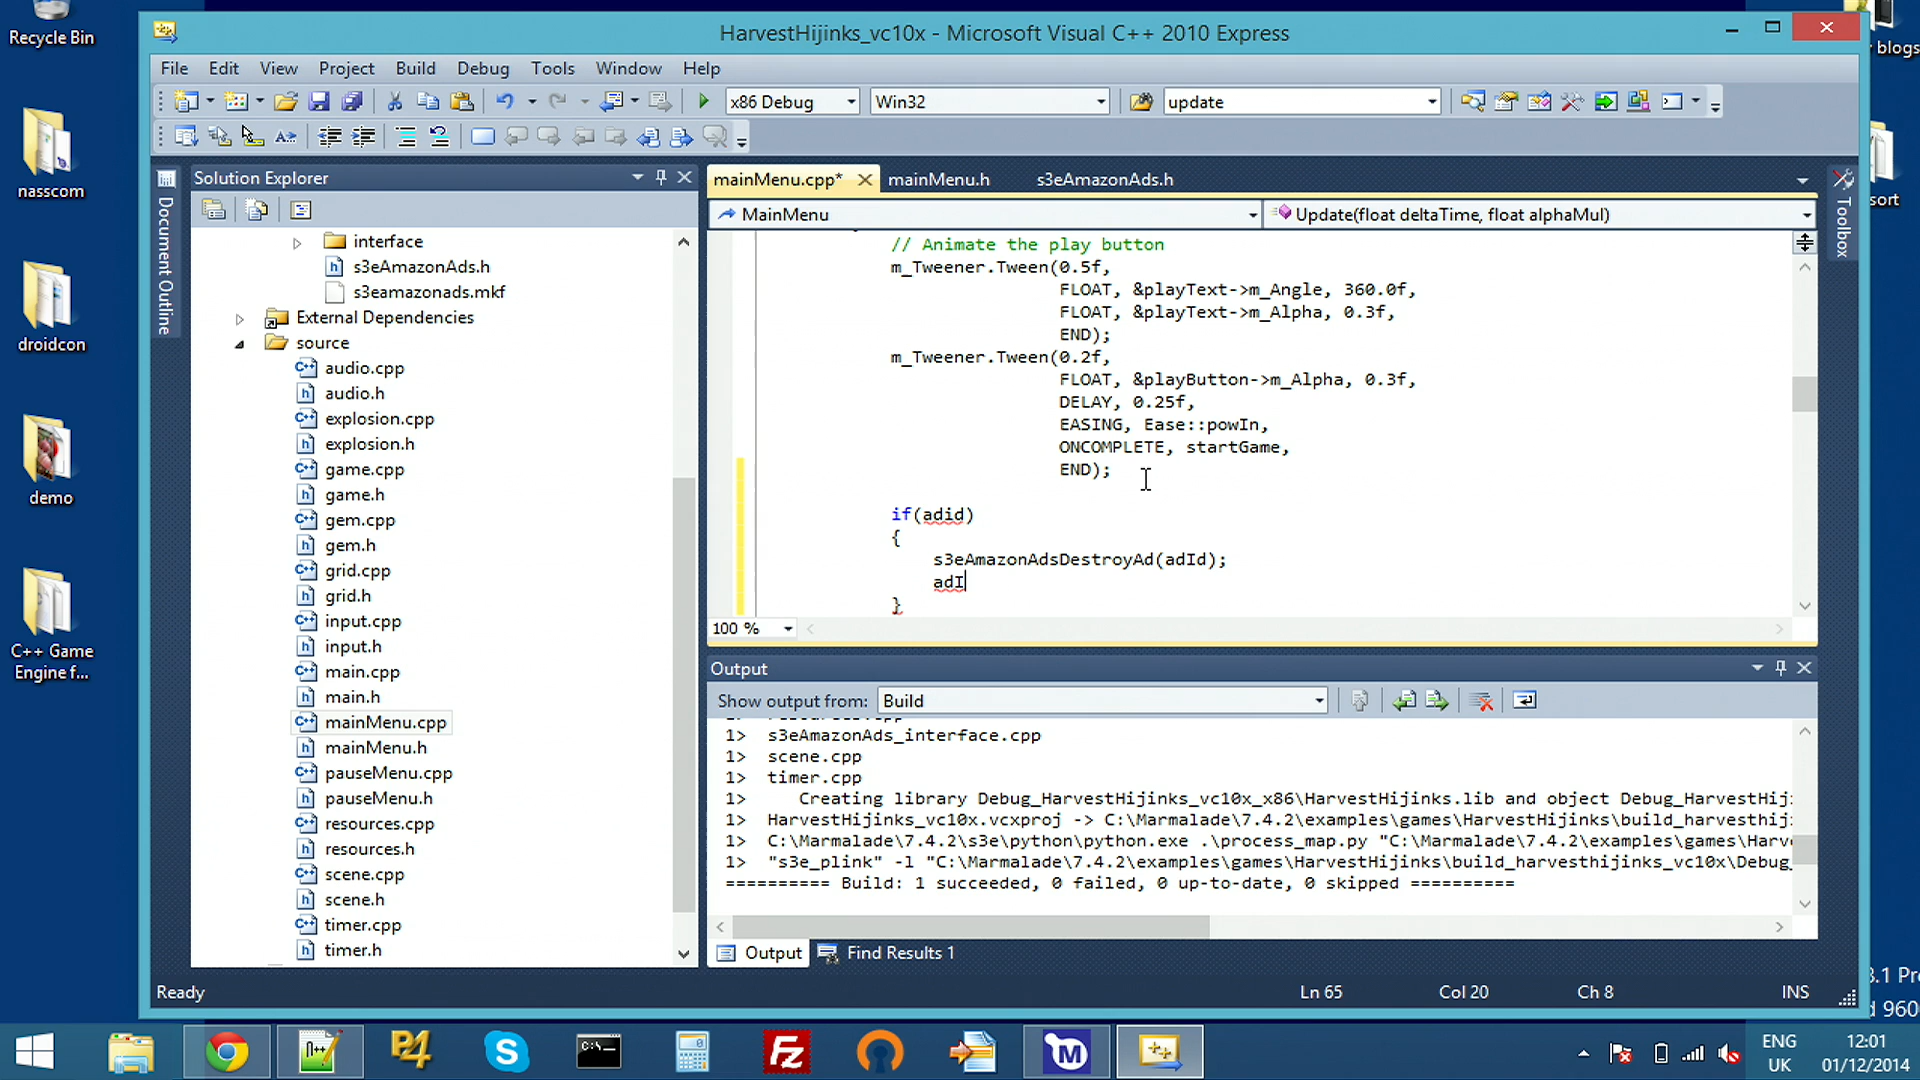 Recycle Bin
nasscom
droidcon
demo
C++ Game
Engine f...
HarvestHijinks_vc10x - Microsoft Visual C++ 2010 Express
File Edit View Project Build Debug Tools Window Help
x86 Debug Win32 update
Solution Explorer
Document Outline
interface
s3eAmazonAds.h
s3eamazonads.mkf
External Dependencies
source
audio.cpp
audio.h
explosion.cpp
explosion.h
game.cpp
game.h
gem.cpp
gem.h
grid.cpp
grid.h
input.cpp
input.h
main.cpp
main.h
mainMenu.cpp
mainMenu.h
pauseMenu.cpp
pauseMenu.h
resources.cpp
resources.h
scene.cpp
scene.h
timer.cpp
timer.h
mainMenu.cpp* mainMenu.h s3eAmazonAds.h
MainMenu Update(float deltaTime, float alphaMul)
// Animate the play button
m_Tweener.Tween(0.5f,
FLOAT, &playText->m_Angle, 360.0f,
FLOAT, &playText->m_Alpha, 0.3f,
END);
m_Tweener.Tween(0.2f,
FLOAT, &playButton->m_Alpha, 0.3f,
DELAY, 0.25f,
EASING, Ease::powIn,
ONCOMPLETE, startGame,
END);
if(adid)
{
s3eAmazonAdsDestroyAd(adId);
adI
}
100 %
Toolbox
Output
Show output from: Build
1> s3eAmazonAds_interface.cpp
1> scene.cpp
1> timer.cpp
1> Creating library Debug_HarvestHijinks_vc10x_x86\HarvestHijinks.lib and object Debug_HarvestHij
1> HarvestHijinks_vc10x.vcxproj -> C:\Marmalade\7.4.2\examples\games\HarvestHijinks\build_harvesthijin
1> C:\Marmalade\7.4.2\s3e\python\python.exe .\process_map.py "C:\Marmalade\7.4.2\examples\games\Harv
1> "s3e_plink" -l "C:\Marmalade\7.4.2\examples\games\HarvestHijinks\build_harvesthijinks_vc10x\Debug_
========== Build: 1 succeeded, 0 failed, 0 up-to-date, 0 skipped ==========
Output Find Results 1
Ready Ln 65 Col 20 Ch 8 INS
blogs
sort
8.1 Pr
d 960
ENG
UK
12:01
01/12/2014